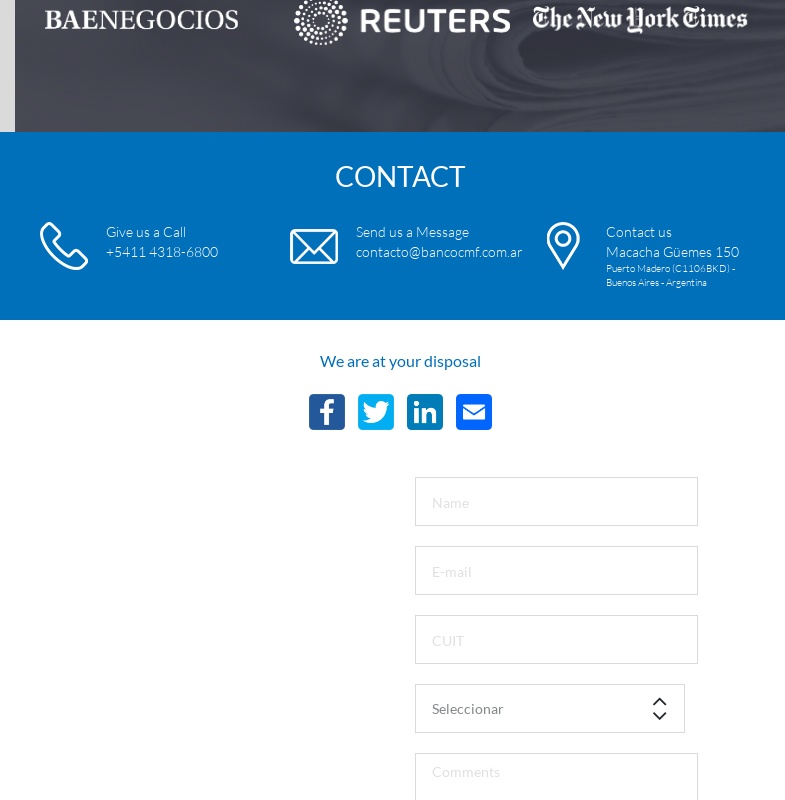 BAENEGOCIOS
REUTERS
The New York Times
CONTACT
Give us a Call
+5411 4318-6800
Send us a Message
contacto@bancocmf.com.ar
Contact us
Macacha Güemes 150
Puerto Madero (C1106BKD) -
Buenos Aires - Argentina
We are at your disposal
Name
E-mail
CUIT
Seleccionar
Comments